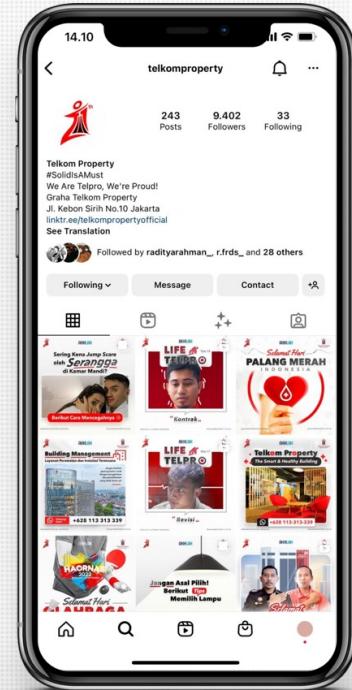 14.10
telkomproperty
243 Posts
9.402 Followers
33 Following
Telkom Property
#SolidIsAMust
We Are Telpro, We're Proud!
Graha Telkom Property
Jl. Kebon Sirih No.10 Jakarta
linktr.ee/telkompropertyofficial
See Translation
Followed by radityarahman_, r.frds_ and 28 others
Following
Message
Contact
Sering Kena Jump Scare
oleh Serangga
di Kamar Mandi?
Berikut Cara Mencegahnya
LIFE
TELPRO
"Kontrak..
Selamat Hari
PALANG MERAH
INDONESIA
Building Management
+628 113 313 339
LIFE
TELPRO
"Revisi..
Telkom Property
The Smart & Healthy Building
+628 113-313-339
HAORNAS
2023
Selamat Hari
OLAHRAGA
Jangan Asal Pilih!
Berikut Tips
Memilih Lampu
Selamat